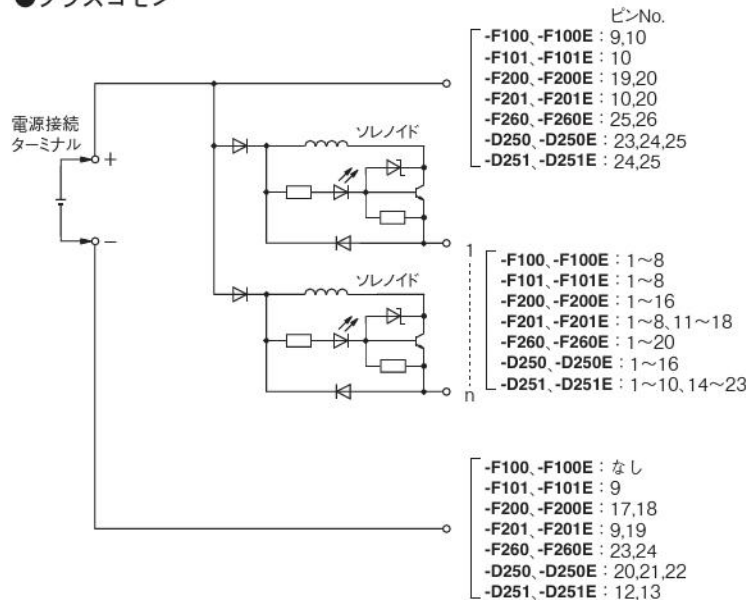 ●プラスコモン
ピンNo.
-F100、-F100E：9,10
-F101、-F101E：10
-F200、-F200E：19,20
-F201、-F201E：10,20
-F260、-F260E：25,26
-D250、-D250E：23,24,25
-D251、-D251E：24,25
電源接続
ターミナル
+
−
ソレノイド
1
ソレノイド
n
-F100、-F100E：1～8
-F101、-F101E：1～8
-F200、-F200E：1～16
-F201、-F201E：1～8、11～18
-F260、-F260E：1～20
-D250、-D250E：1～16
-D251、-D251E：1～10、14～23
-F100、-F100E：なし
-F101、-F101E：9
-F200、-F200E：17,18
-F201、-F201E：9,19
-F260、-F260E：23,24
-D250、-D250E：20,21,22
-D251、-D251E：12,13